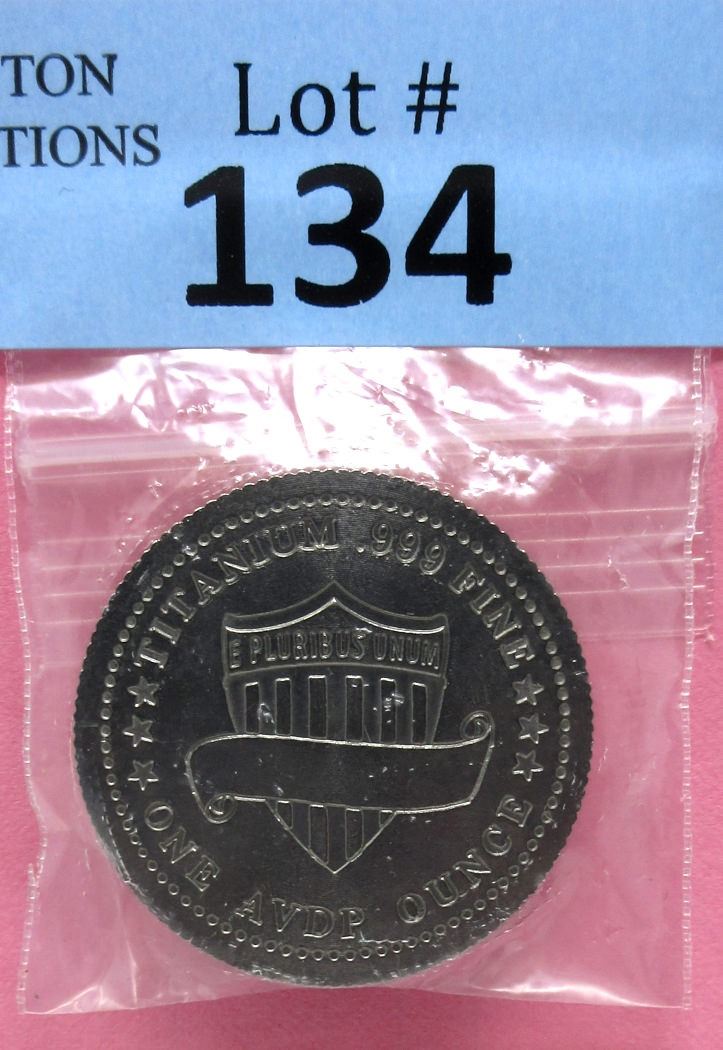 TON
TIONS
Lot #
134
TITANIUM .999 FINE
E PLURIBUS UNUM
ONE AVDP OUNCE